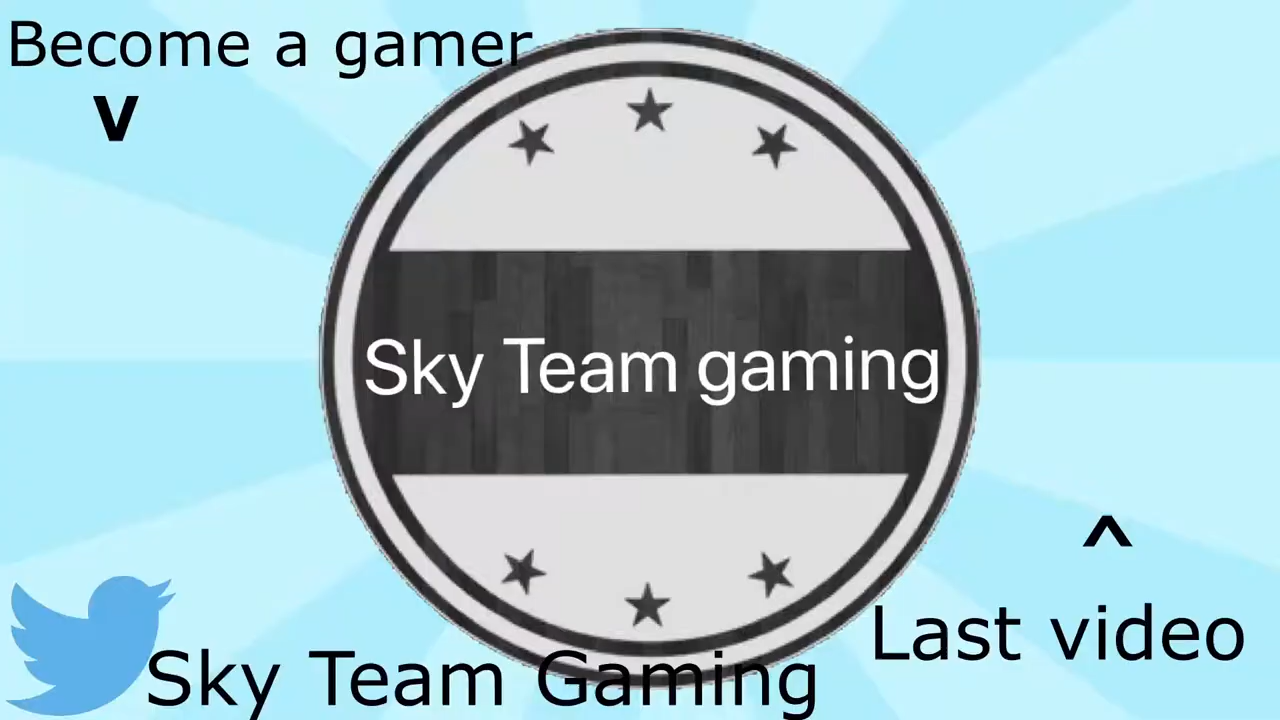 Become a gamer
v
Sky Team gaming
^
Last video
Sky Team Gaming